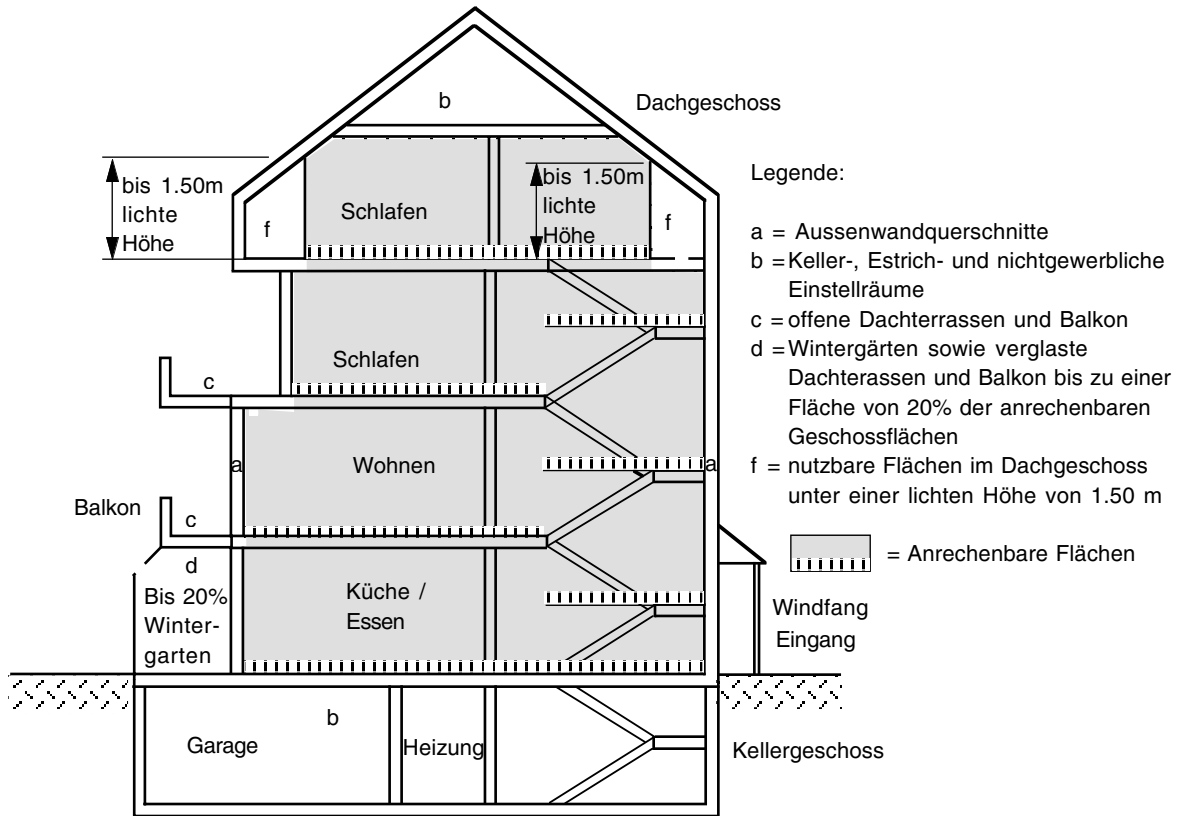 b
Dachgeschoss
bis 1.50m
lichte
Höhe
f
Schlafen
bis 1.50m
lichte
Höhe
f
Schlafen
c
a
Wohnen
a
Balkon
c
d
Bis 20%
Winter-
garten
Küche /
Essen
Windfang
Eingang
b
Garage
Heizung
Kellergeschoss
Legende:
a = Aussenwandquerschnitte
b = Keller-, Estrich- und nichtgewerbliche
Einstellräume
c = offene Dachterrassen und Balkon
d = Wintergärten sowie verglaste
Dachterassen und Balkon bis zu einer
Fläche von 20% der anrechenbaren
Geschossflächen
f = nutzbare Flächen im Dachgeschoss
unter einer lichten Höhe von 1.50 m
= Anrechenbare Flächen